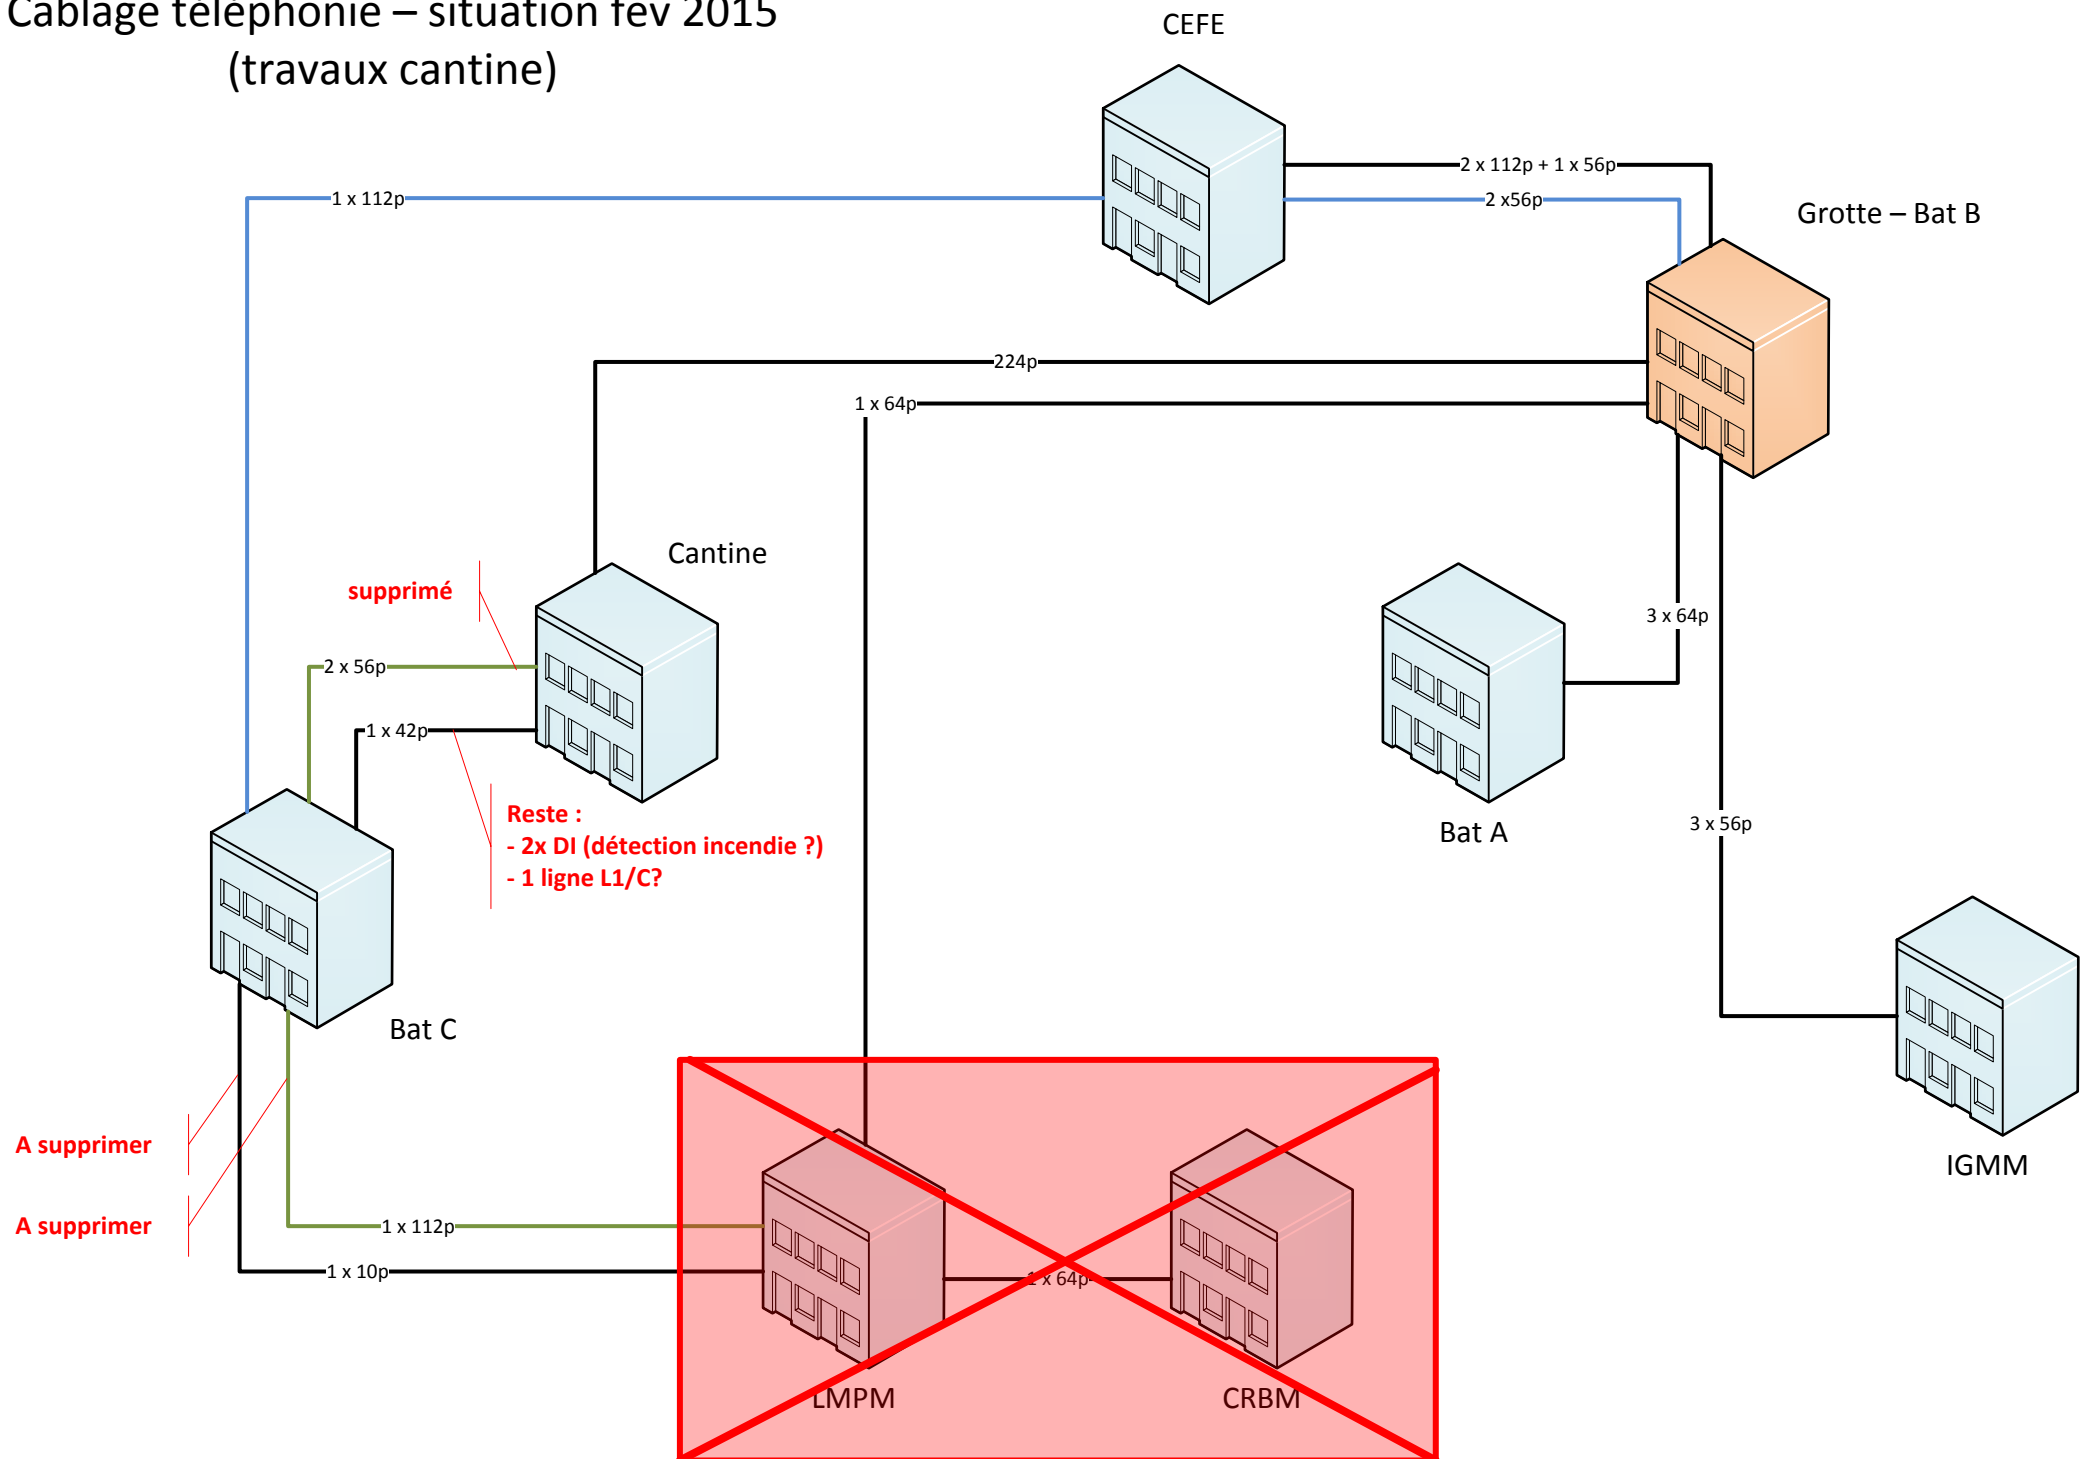 Cablage téléphonie – situation fev 2015
(travaux cantine)
CEFE
2 x 112p + 1 x 56p
1 x 112p
2 x56p
Grotte – Bat B
224p
1 x 64p
Cantine
supprimé
3 x 64p
2 x 56p
1 x 42p
Reste :
- 2x DI (détection incendie ?)
- 1 ligne L1/C?
Bat A
3 x 56p
Bat C
A supprimer
IGMM
A supprimer
1 x 112p
1 x 10p
1 x 64p
LMPM
CRBM